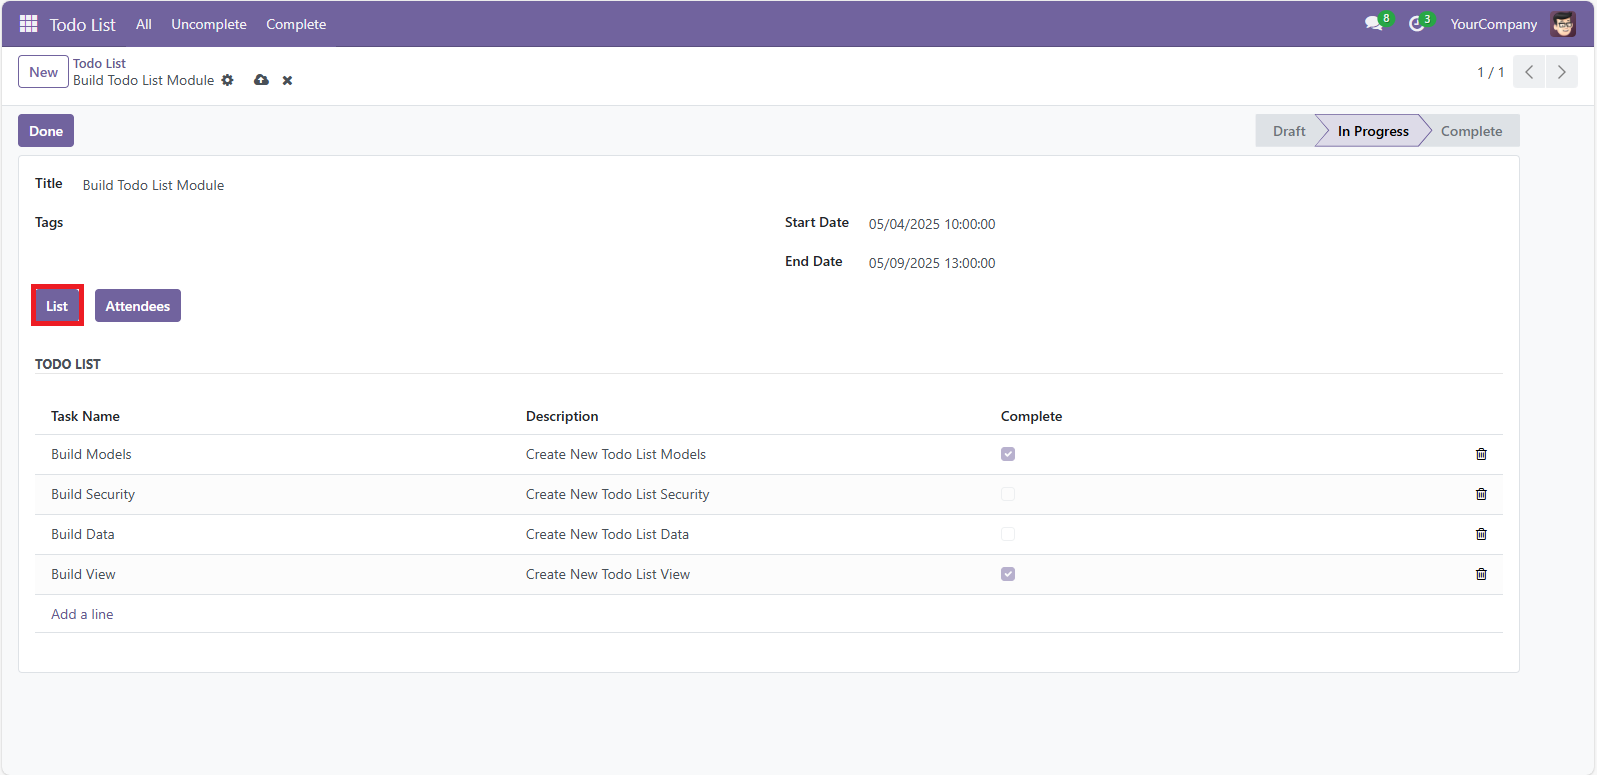 Todo List All Uncomplete Complete 8 3 YourCompany
New Todo List
Build Todo List Module 1 / 1
Done Draft In Progress Complete
Title Build Todo List Module
Tags Start Date 05/04/2025 10:00:00
End Date 05/09/2025 13:00:00
List Attendees
TODO LIST
Task Name Description Complete
Build Models Create New Todo List Models
Build Security Create New Todo List Security
Build Data Create New Todo List Data
Build View Create New Todo List View
Add a line